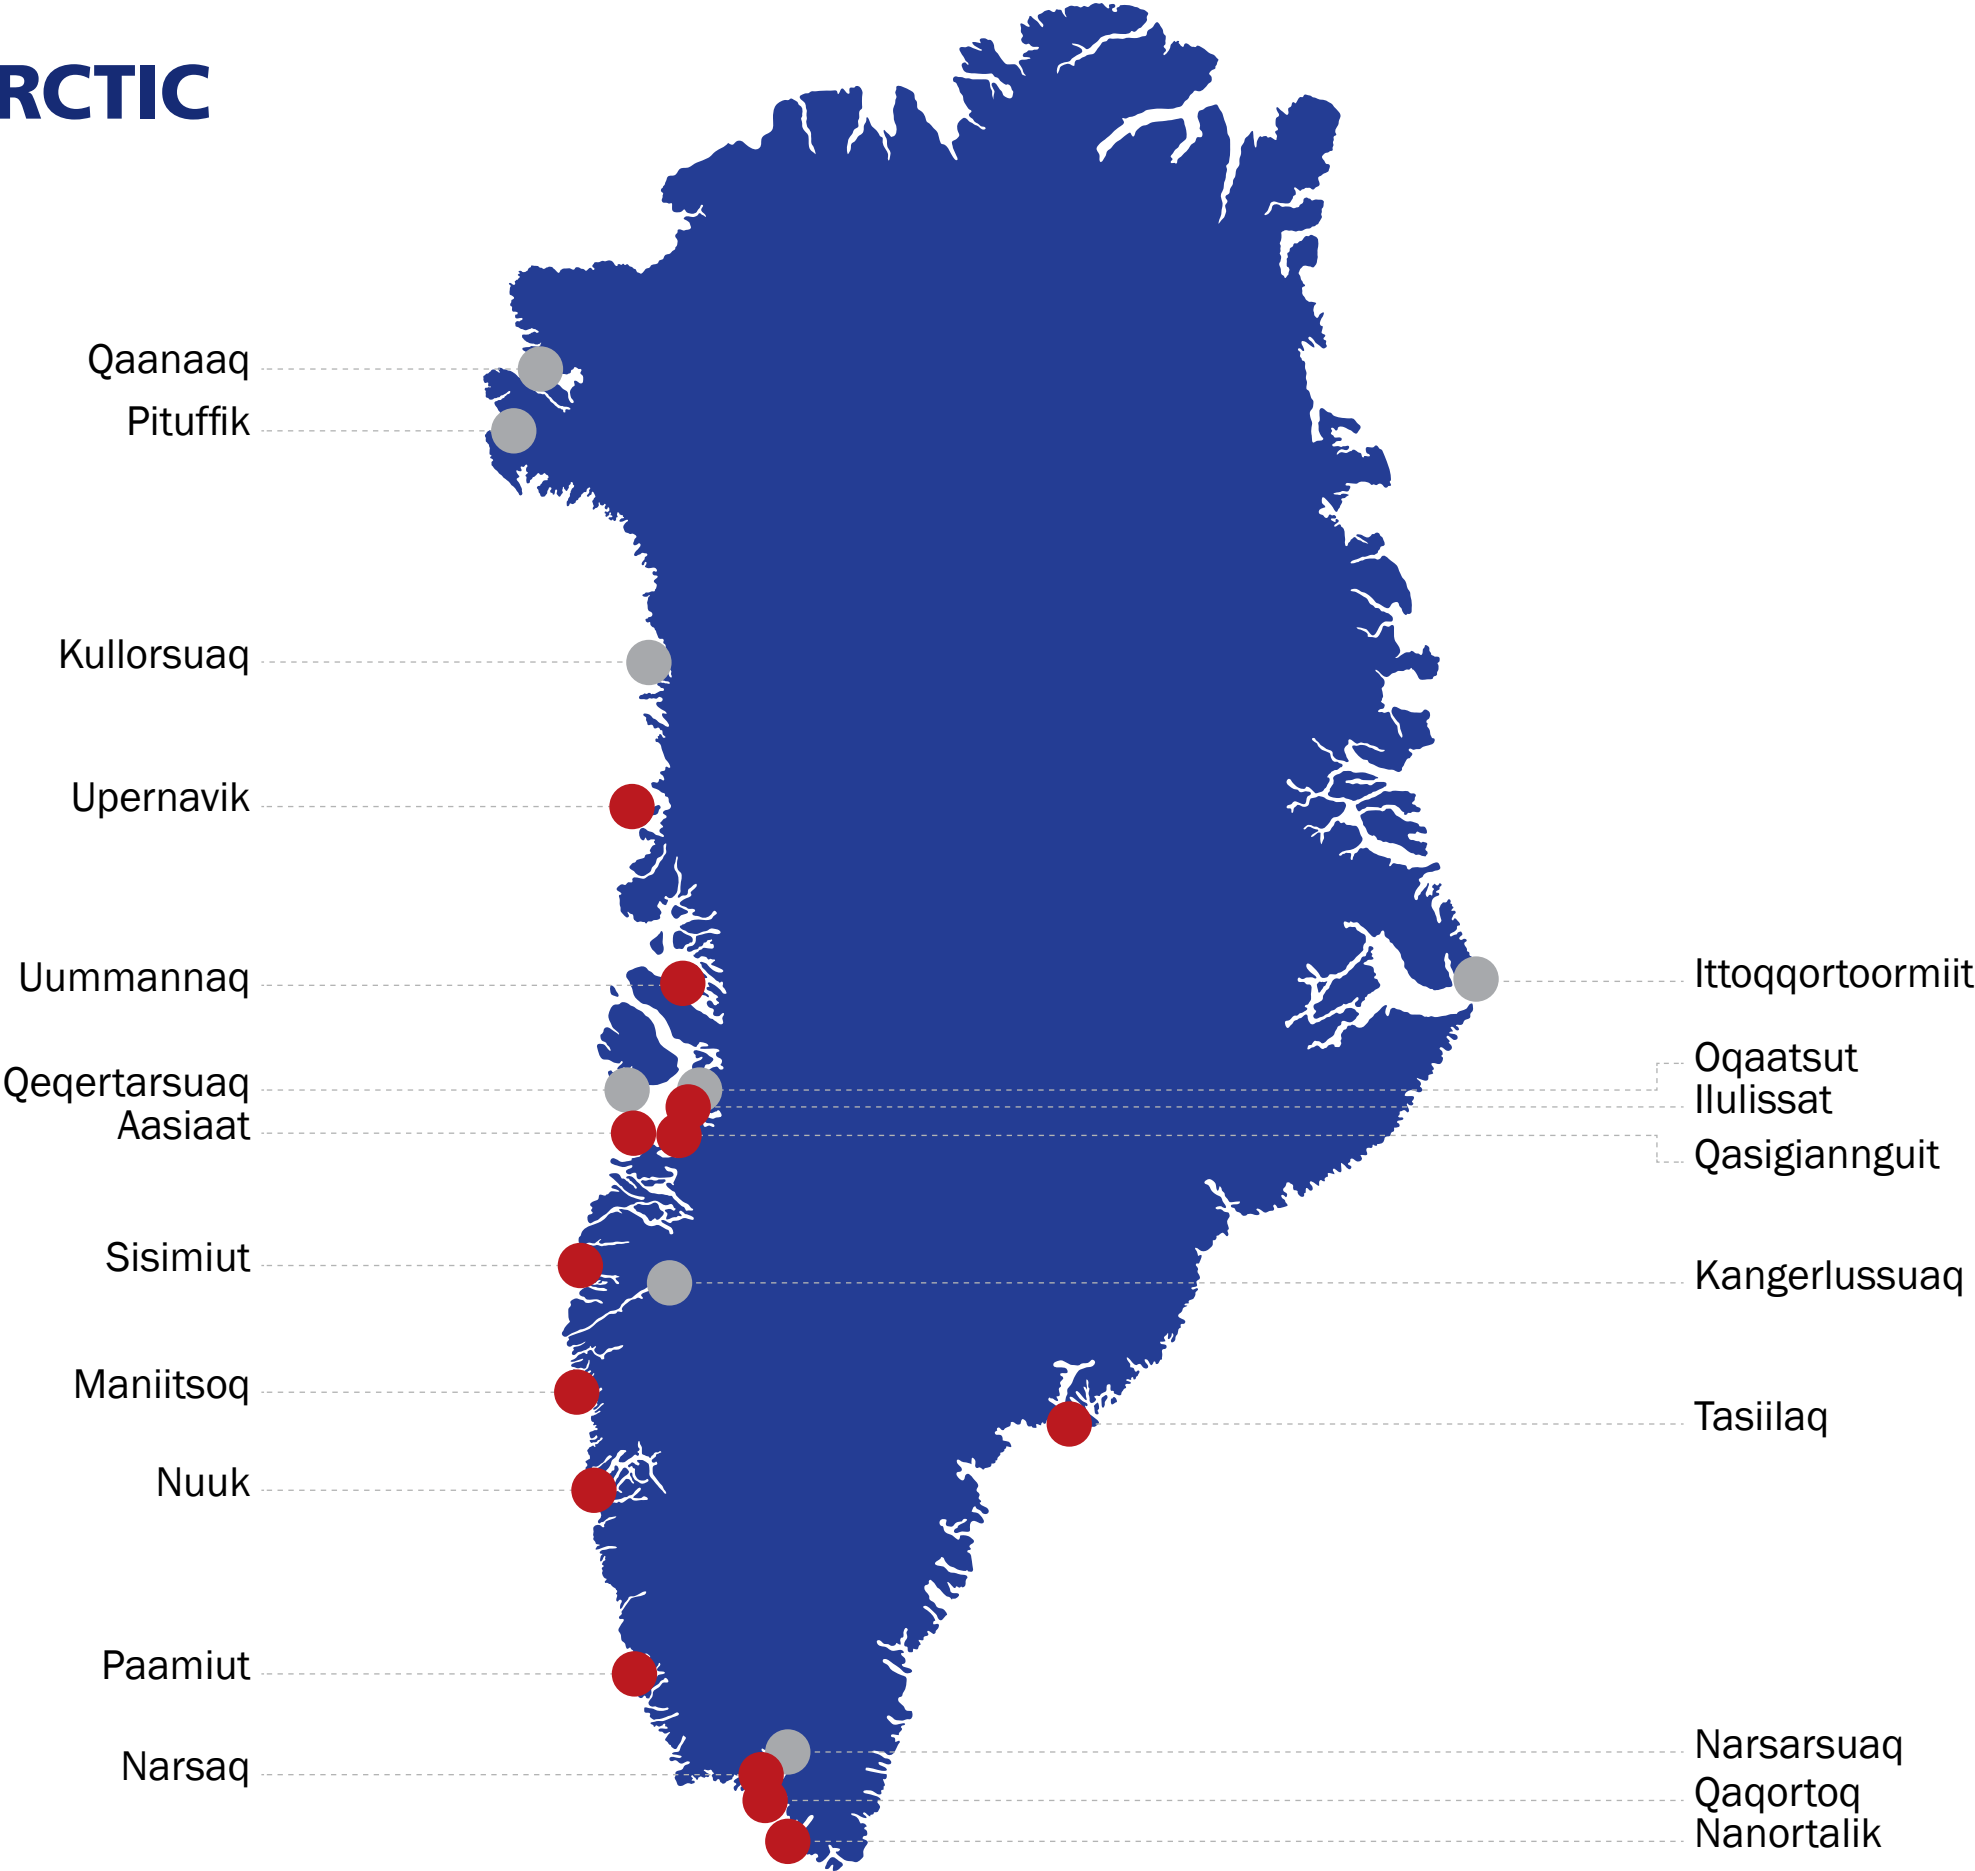 RCTIC
Qaanaaq
Pituffik
Kullorsuaq
Upernavik
Uummannaq
Qeqertarsuaq
Aasiaat
Sisimiut
Maniitsoq
Nuuk
Paamiut
Narsaq
Ittoqqortoormiit
Oqaatsut
Ilulissat
Qasigiannguit
Kangerlussuaq
Tasiilaq
Narsarsuaq
Qaqortoq
Nanortalik